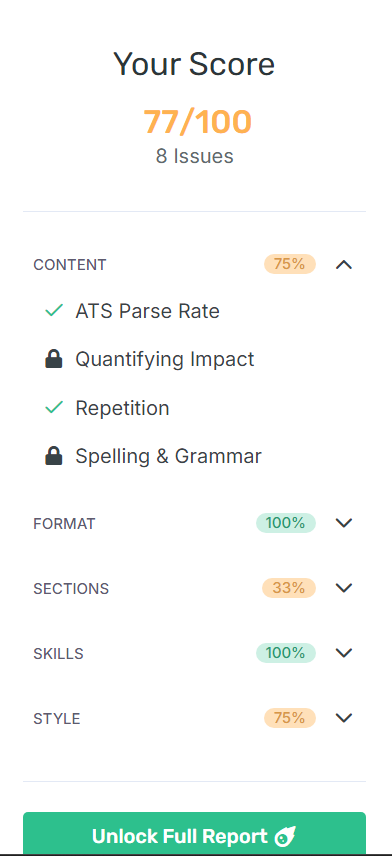 Your Score
77/100
8 Issues
CONTENT 75%
ATS Parse Rate
Quantifying Impact
Repetition
Spelling & Grammar
FORMAT 100%
SECTIONS 33%
SKILLS 100%
STYLE 75%
Unlock Full Report